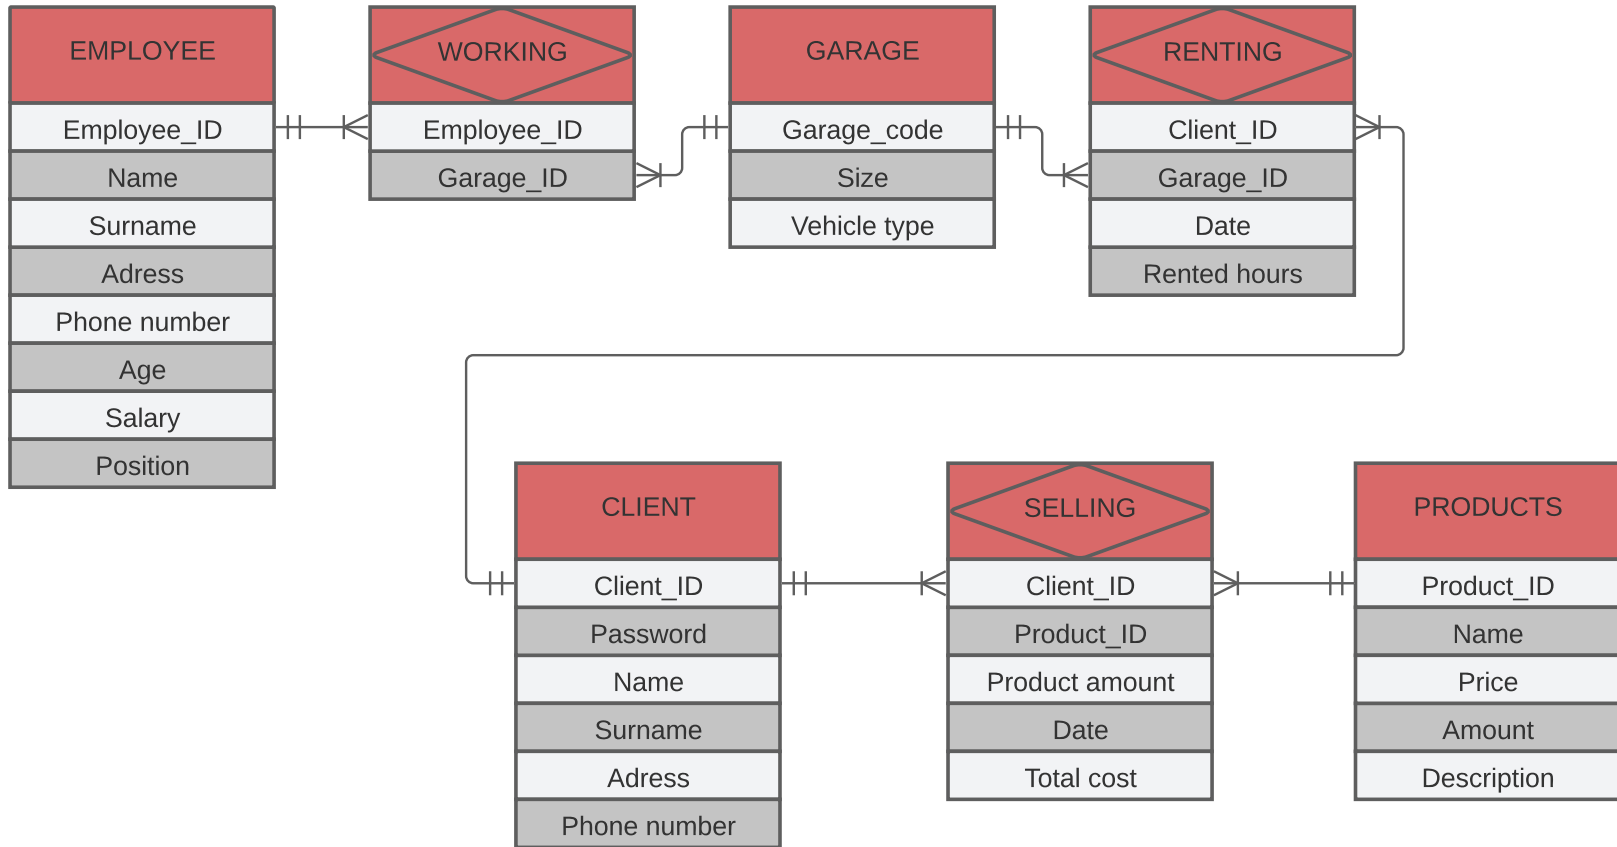 EMPLOYEE
Employee_ID
Name
Surname
Adress
Phone number
Age
Salary
Position
WORKING
Employee_ID
Garage_ID
GARAGE
Garage_code
Size
Vehicle type
RENTING
Client_ID
Garage_ID
Date
Rented hours
CLIENT
Client_ID
Password
Name
Surname
Adress
Phone number
SELLING
Client_ID
Product_ID
Product amount
Date
Total cost
PRODUCTS
Product_ID
Name
Price
Amount
Description